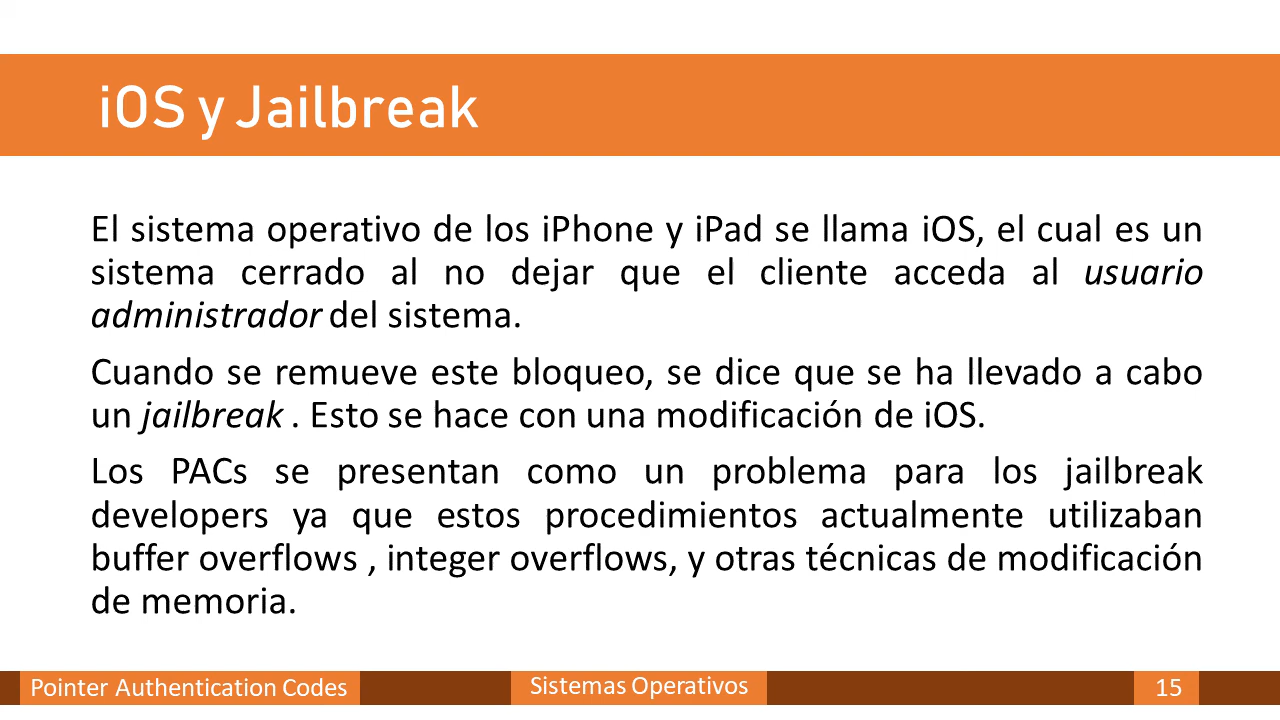 iOS y Jailbreak
El sistema operativo de los iPhone y iPad se llama iOS, el cual es un
sistema cerrado al no dejar que el cliente acceda al usuario
administrador del sistema.
Cuando se remueve este bloqueo, se dice que se ha llevado a cabo
un jailbreak . Esto se hace con una modificación de iOS.
Los PACs se presentan como un problema para los jailbreak
developers ya que estos procedimientos actualmente utilizaban
buffer overflows , integer overflows, y otras técnicas de modificación
de memoria.
Pointer Authentication Codes
Sistemas Operativos
15